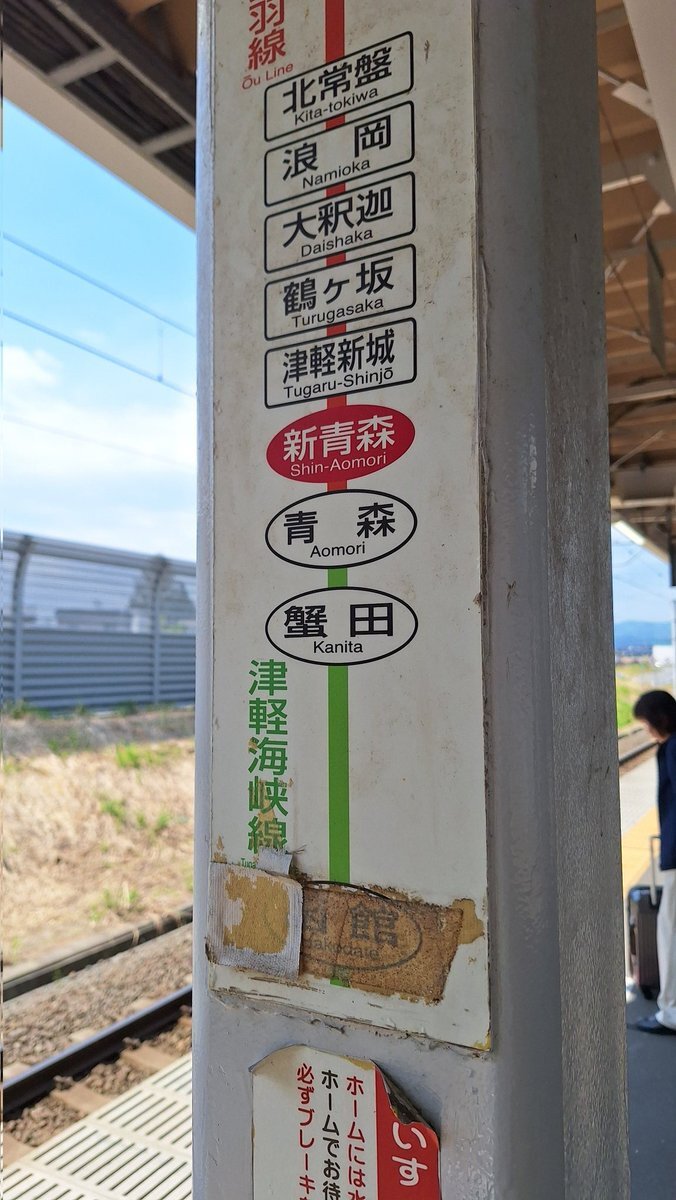 羽線
Ōu Line
北常盤
Kita-tokiwa
浪岡
Namioka
大釈迦
Daishaka
鶴ヶ坂
Turugasaka
津軽新城
Tugaru-Shinjō
新青森
Shin-Aomori
青森
Aomori
蟹田
Kanita
津軽海峡線
函館
akodate
いす
ホームには水
ホームでお待
必ずブレーキ